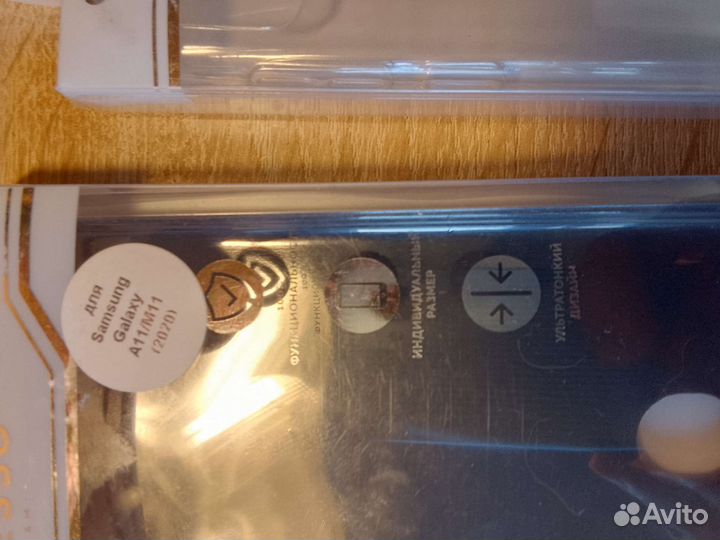 для
Samsung
Galaxy
A11/M11
(2020)
ФУНКЦИОНАЛЬНО
ИНДИВИДУАЛЬНЫЙ
РАЗМЕР
УЛЬТРАТОНКИЙ
ДИЗАЙН
Avito